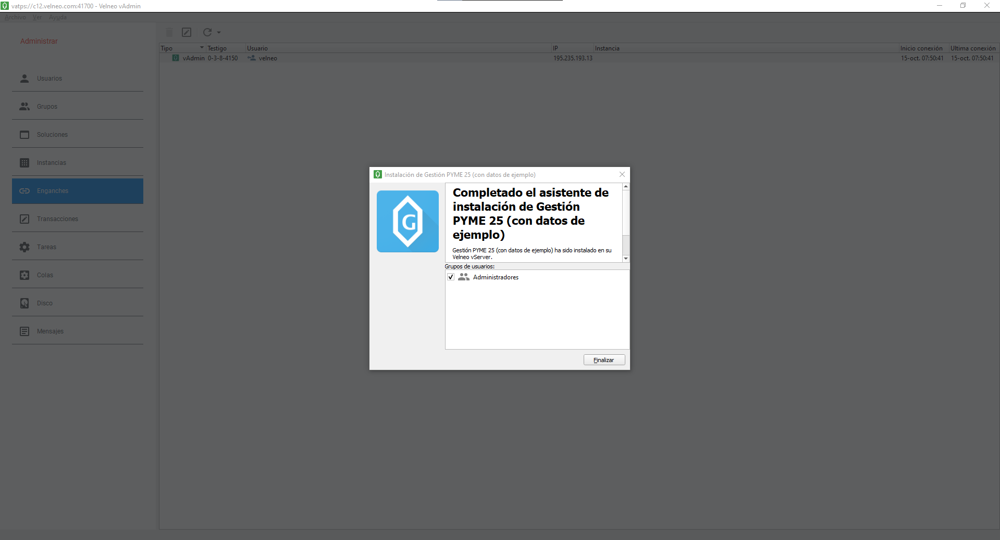 vatps://c12.velneo.com:41700 - Velneo vAdmin
Archivo Ver Ayuda
Administrar
Usuarios
Grupos
Soluciones
Instancias
Enganches
Transacciones
Tareas
Colas
Disco
Mensajes
Tipo Testigo Usuario IP Instancia Inicio conexión Ultima conexión
vAdmin 0-3-8-4150 velneo 195.235.193.13 15-oct. 07:50:41 15-oct. 07:50:41
Instalación de Gestión PYME 25 (con datos de ejemplo)
G
Completado el asistente de
instalación de Gestión
PYME 25 (con datos de
ejemplo)
Gestión PYME 25 (con datos de ejemplo) ha sido instalado en su
Velneo vServer.
Grupos de usuarios:
Administradores
Finalizar